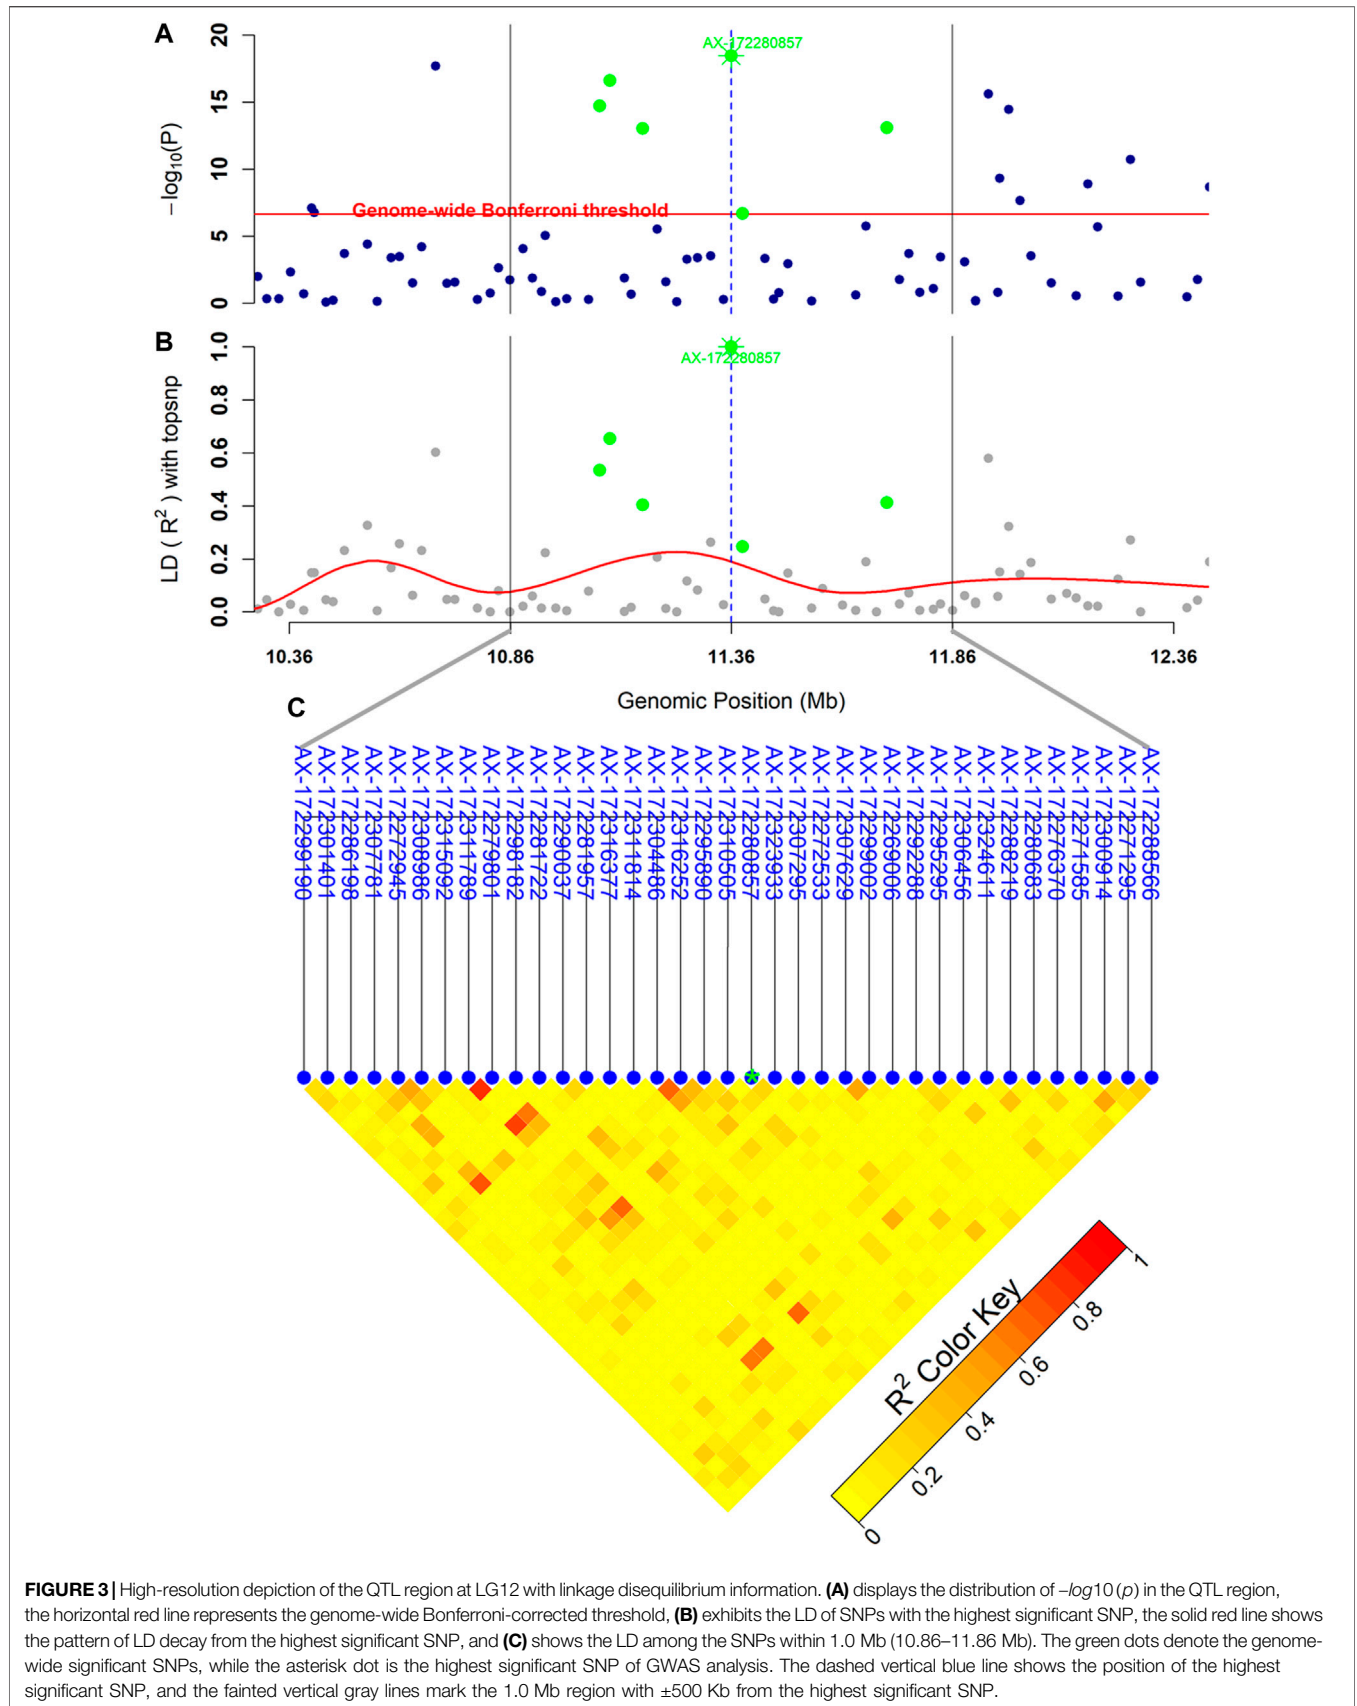 A
20
15
10
5
0
−log10(P)
AX-172280857
Genome-wide Bonferroni threshold
B
1.0
0.8
0.6
0.4
0.2
0.0
LD ( R2 ) with topsnp
AX-172280857
10.36 10.86 11.36 11.86 12.36
Genomic Position (Mb)
C
AX-172299190
AX-172301401
AX-172286198
AX-172307781
AX-172272945
AX-172308986
AX-172315092
AX-172311789
AX-172279801
AX-172298182
AX-172281722
AX-172290037
AX-172281957
AX-172316377
AX-172311814
AX-172304486
AX-172316252
AX-172295890
AX-172310505
AX-172280857
AX-172323933
AX-172307295
AX-172272533
AX-172307629
AX-172299002
AX-172269006
AX-172292288
AX-172295295
AX-172306456
AX-172324611
AX-172288219
AX-172280683
AX-172276370
AX-172271585
AX-172300914
AX-172271295
AX-172288566
R2 Color Key
0
0.2
0.4
0.6
0.8
1
FIGURE 3 | High-resolution depiction of the QTL region at LG12 with linkage disequilibrium information. (A) displays the distribution of –log10 (p) in the QTL region,
the horizontal red line represents the genome-wide Bonferroni-corrected threshold, (B) exhibits the LD of SNPs with the highest significant SNP, the solid red line shows
the pattern of LD decay from the highest significant SNP, and (C) shows the LD among the SNPs within 1.0 Mb (10.86–11.86 Mb). The green dots denote the genome-
wide significant SNPs, while the asterisk dot is the highest significant SNP of GWAS analysis. The dashed vertical blue line shows the position of the highest
significant SNP, and the fainted vertical gray lines mark the 1.0 Mb region with ±500 Kb from the highest significant SNP.